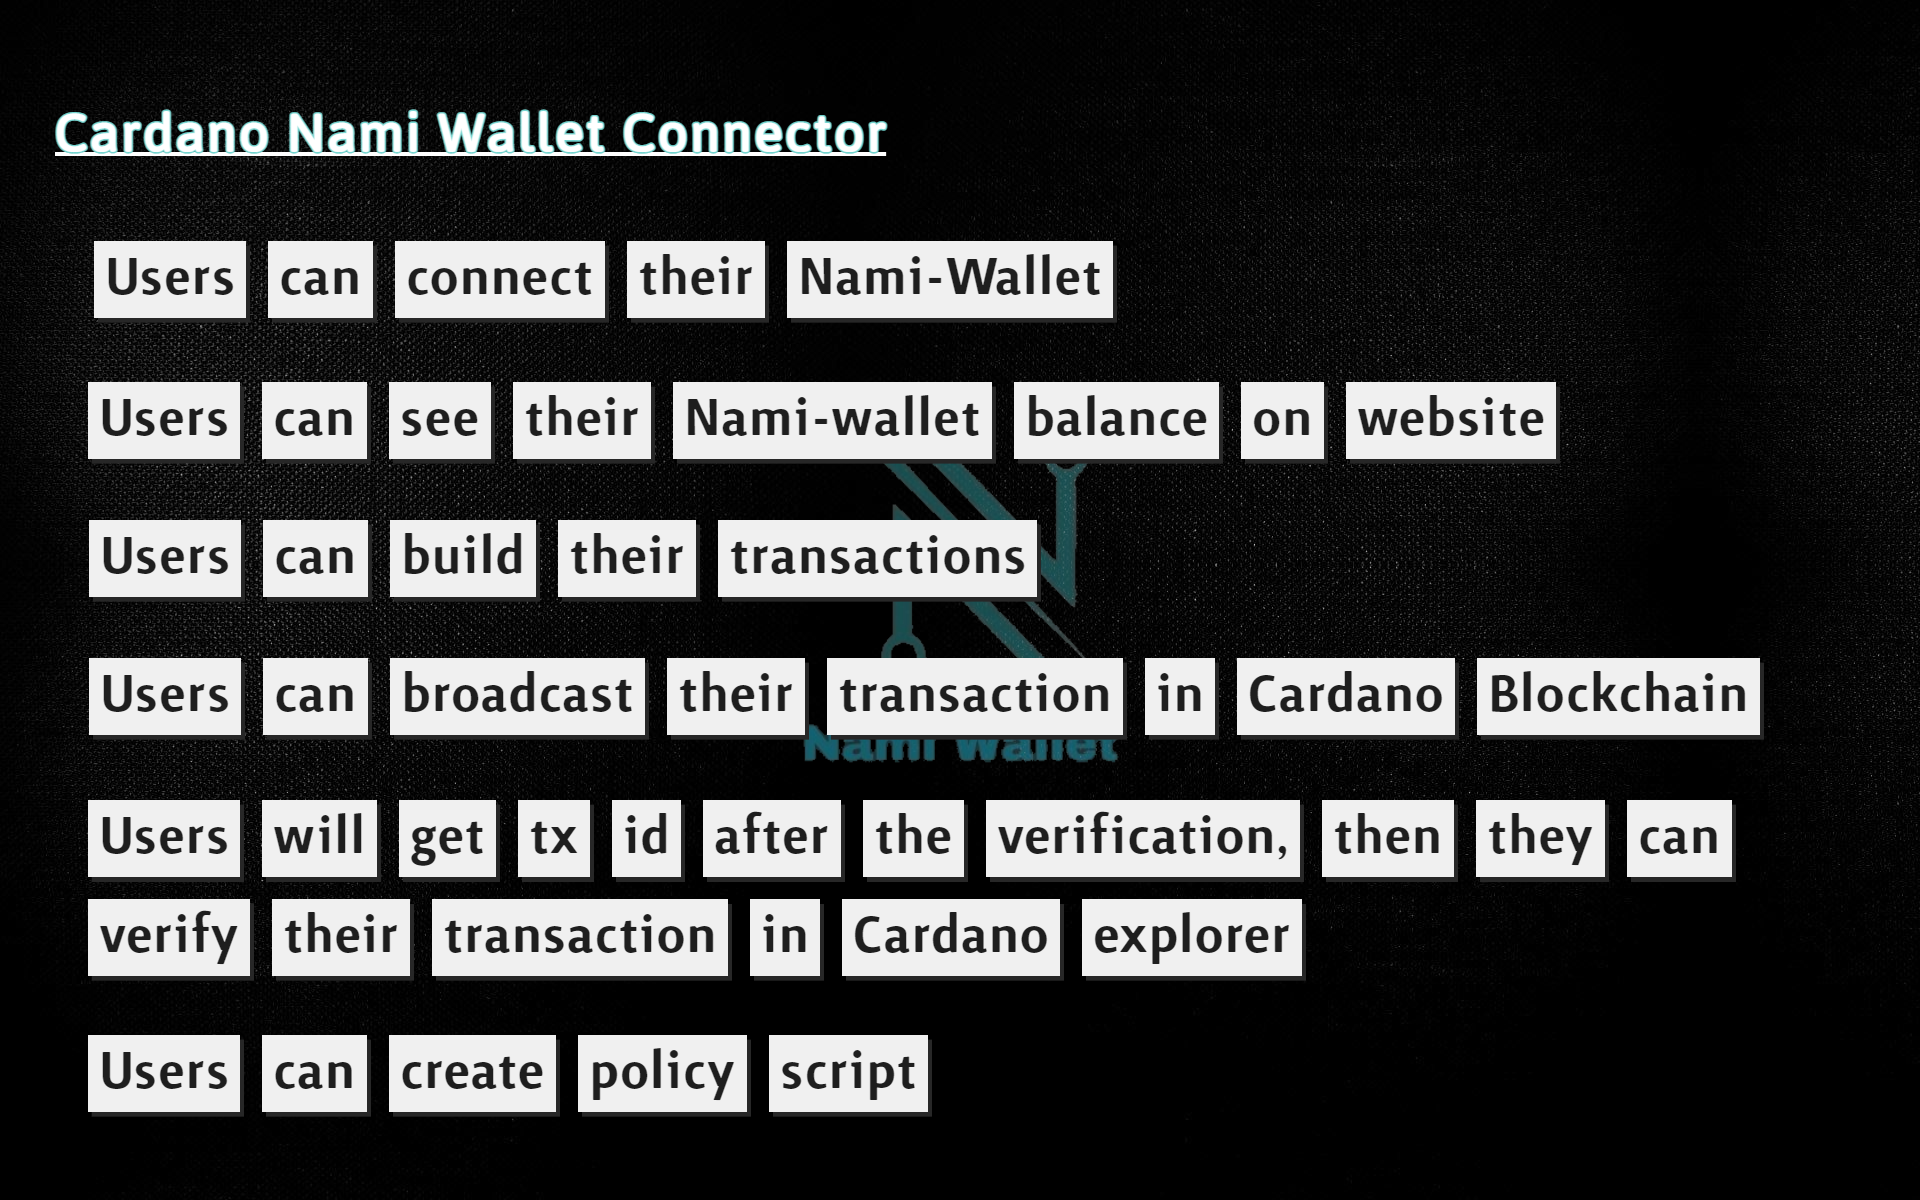 Cardano Nami Wallet Connector
Users can connect their Nami-Wallet
Users can see their Nami-wallet balance on website
Users can build their transactions
Users can broadcast their transaction in Cardano Blockchain
Nami Wallet
Users will get tx id after the verification, then they can
verify their transaction in Cardano explorer
Users can create policy script